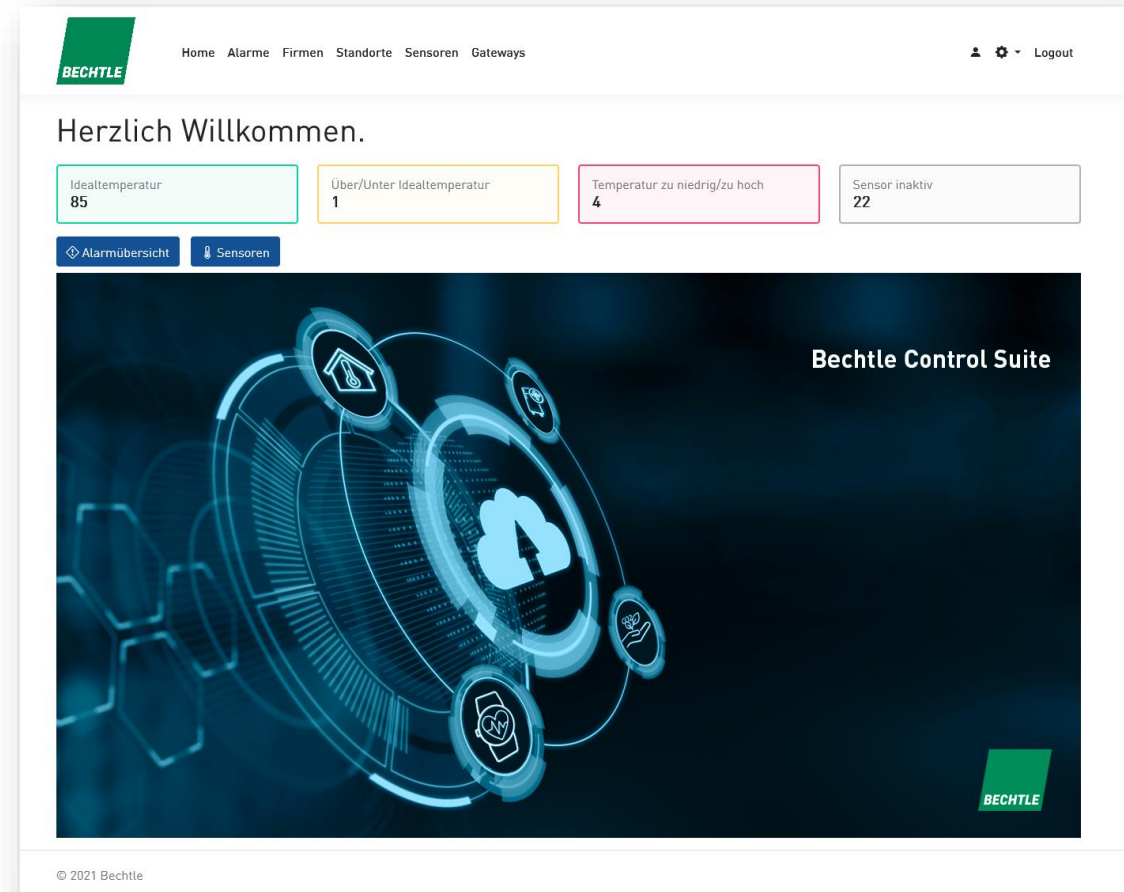 BECHTLE
Home Alarme Firmen Standorte Sensoren Gateways Logout
Herzlich Willkommen.
Idealtemperatur
85
Über/Unter Idealtemperatur
1
Temperatur zu niedrig/zu hoch
4
Sensor inaktiv
22
Alarmübersicht Sensoren
Bechtle Control Suite
BECHTLE
© 2021 Bechtle